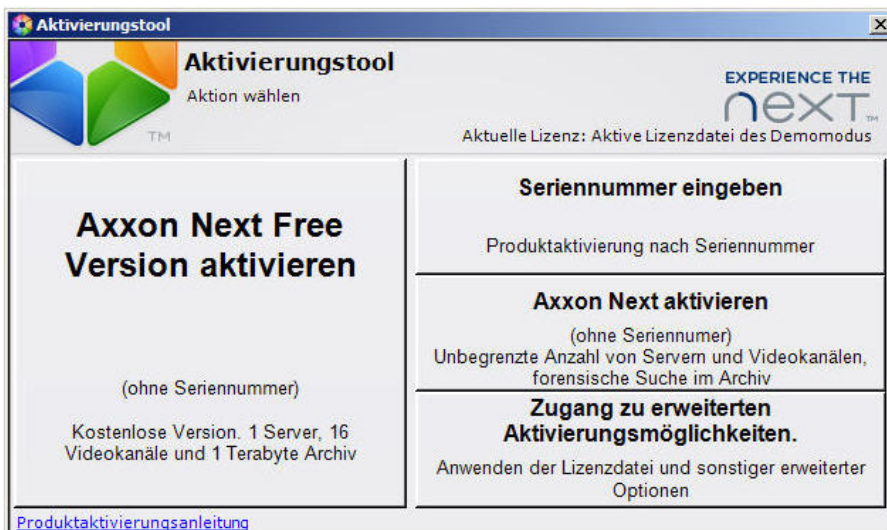 Aktivierungstool
Aktivierungstool
Aktion wählen
TM
EXPERIENCE THE
next TM
Aktuelle Lizenz: Aktive Lizenzdatei des Demomodus
Axxon Next Free
Version aktivieren
(ohne Seriennummer)
Kostenlose Version. 1 Server, 16
Videokanäle und 1 Terabyte Archiv
Seriennummer eingeben
Produktaktivierung nach Seriennummer
Axxon Next aktivieren
(ohne Seriennumer)
Unbegrenzte Anzahl von Servern und Videokanälen,
forensische Suche im Archiv
Zugang zu erweiterten
Aktivierungsmöglichkeiten.
Anwenden der Lizenzdatei und sonstiger erweiterter
Optionen
Produktaktivierungsanleitung